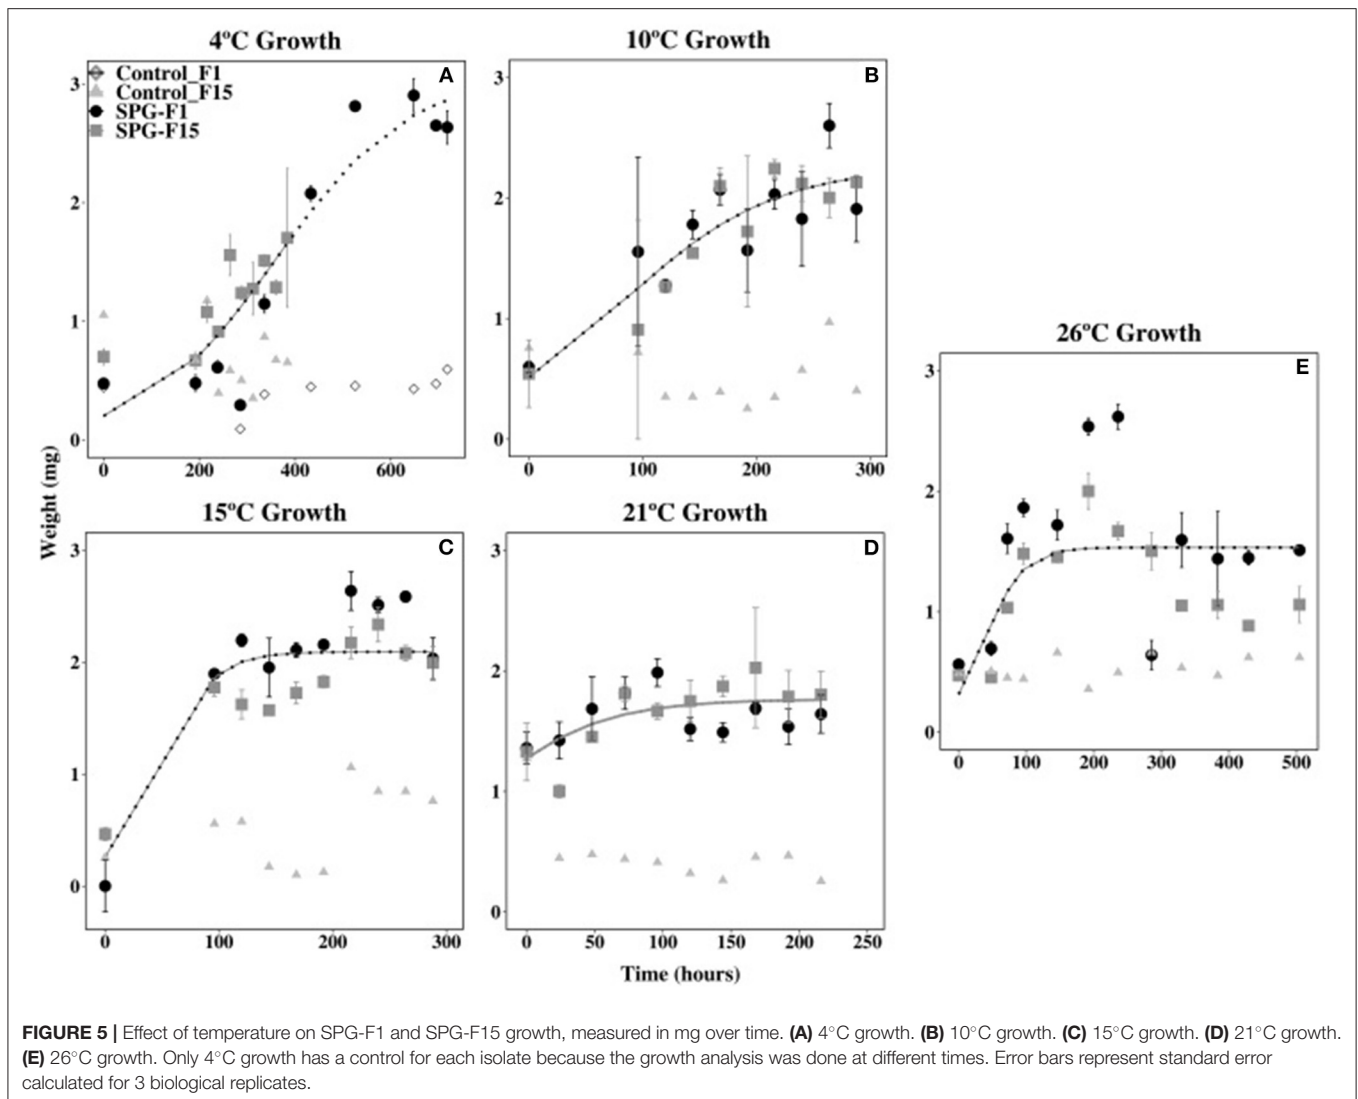 4ºC Growth
A
Control_F1
Control_F15
SPG-F1
SPG-F15
3
2
1
0
0 200 400 600
10ºC Growth
B
3
2
1
0
0 100 200 300
Weight (mg)
15ºC Growth
C
3
2
1
0
0 100 200 300
21ºC Growth
D
3
2
1
0
0 50 100 150 200 250
Time (hours)
26ºC Growth
E
3
2
1
0
0 100 200 300 400 500
FIGURE 5 | Effect of temperature on SPG-F1 and SPG-F15 growth, measured in mg over time. (A) 4°C growth. (B) 10°C growth. (C) 15°C growth. (D) 21°C growth.
(E) 26°C growth. Only 4°C growth has a control for each isolate because the growth analysis was done at different times. Error bars represent standard error
calculated for 3 biological replicates.